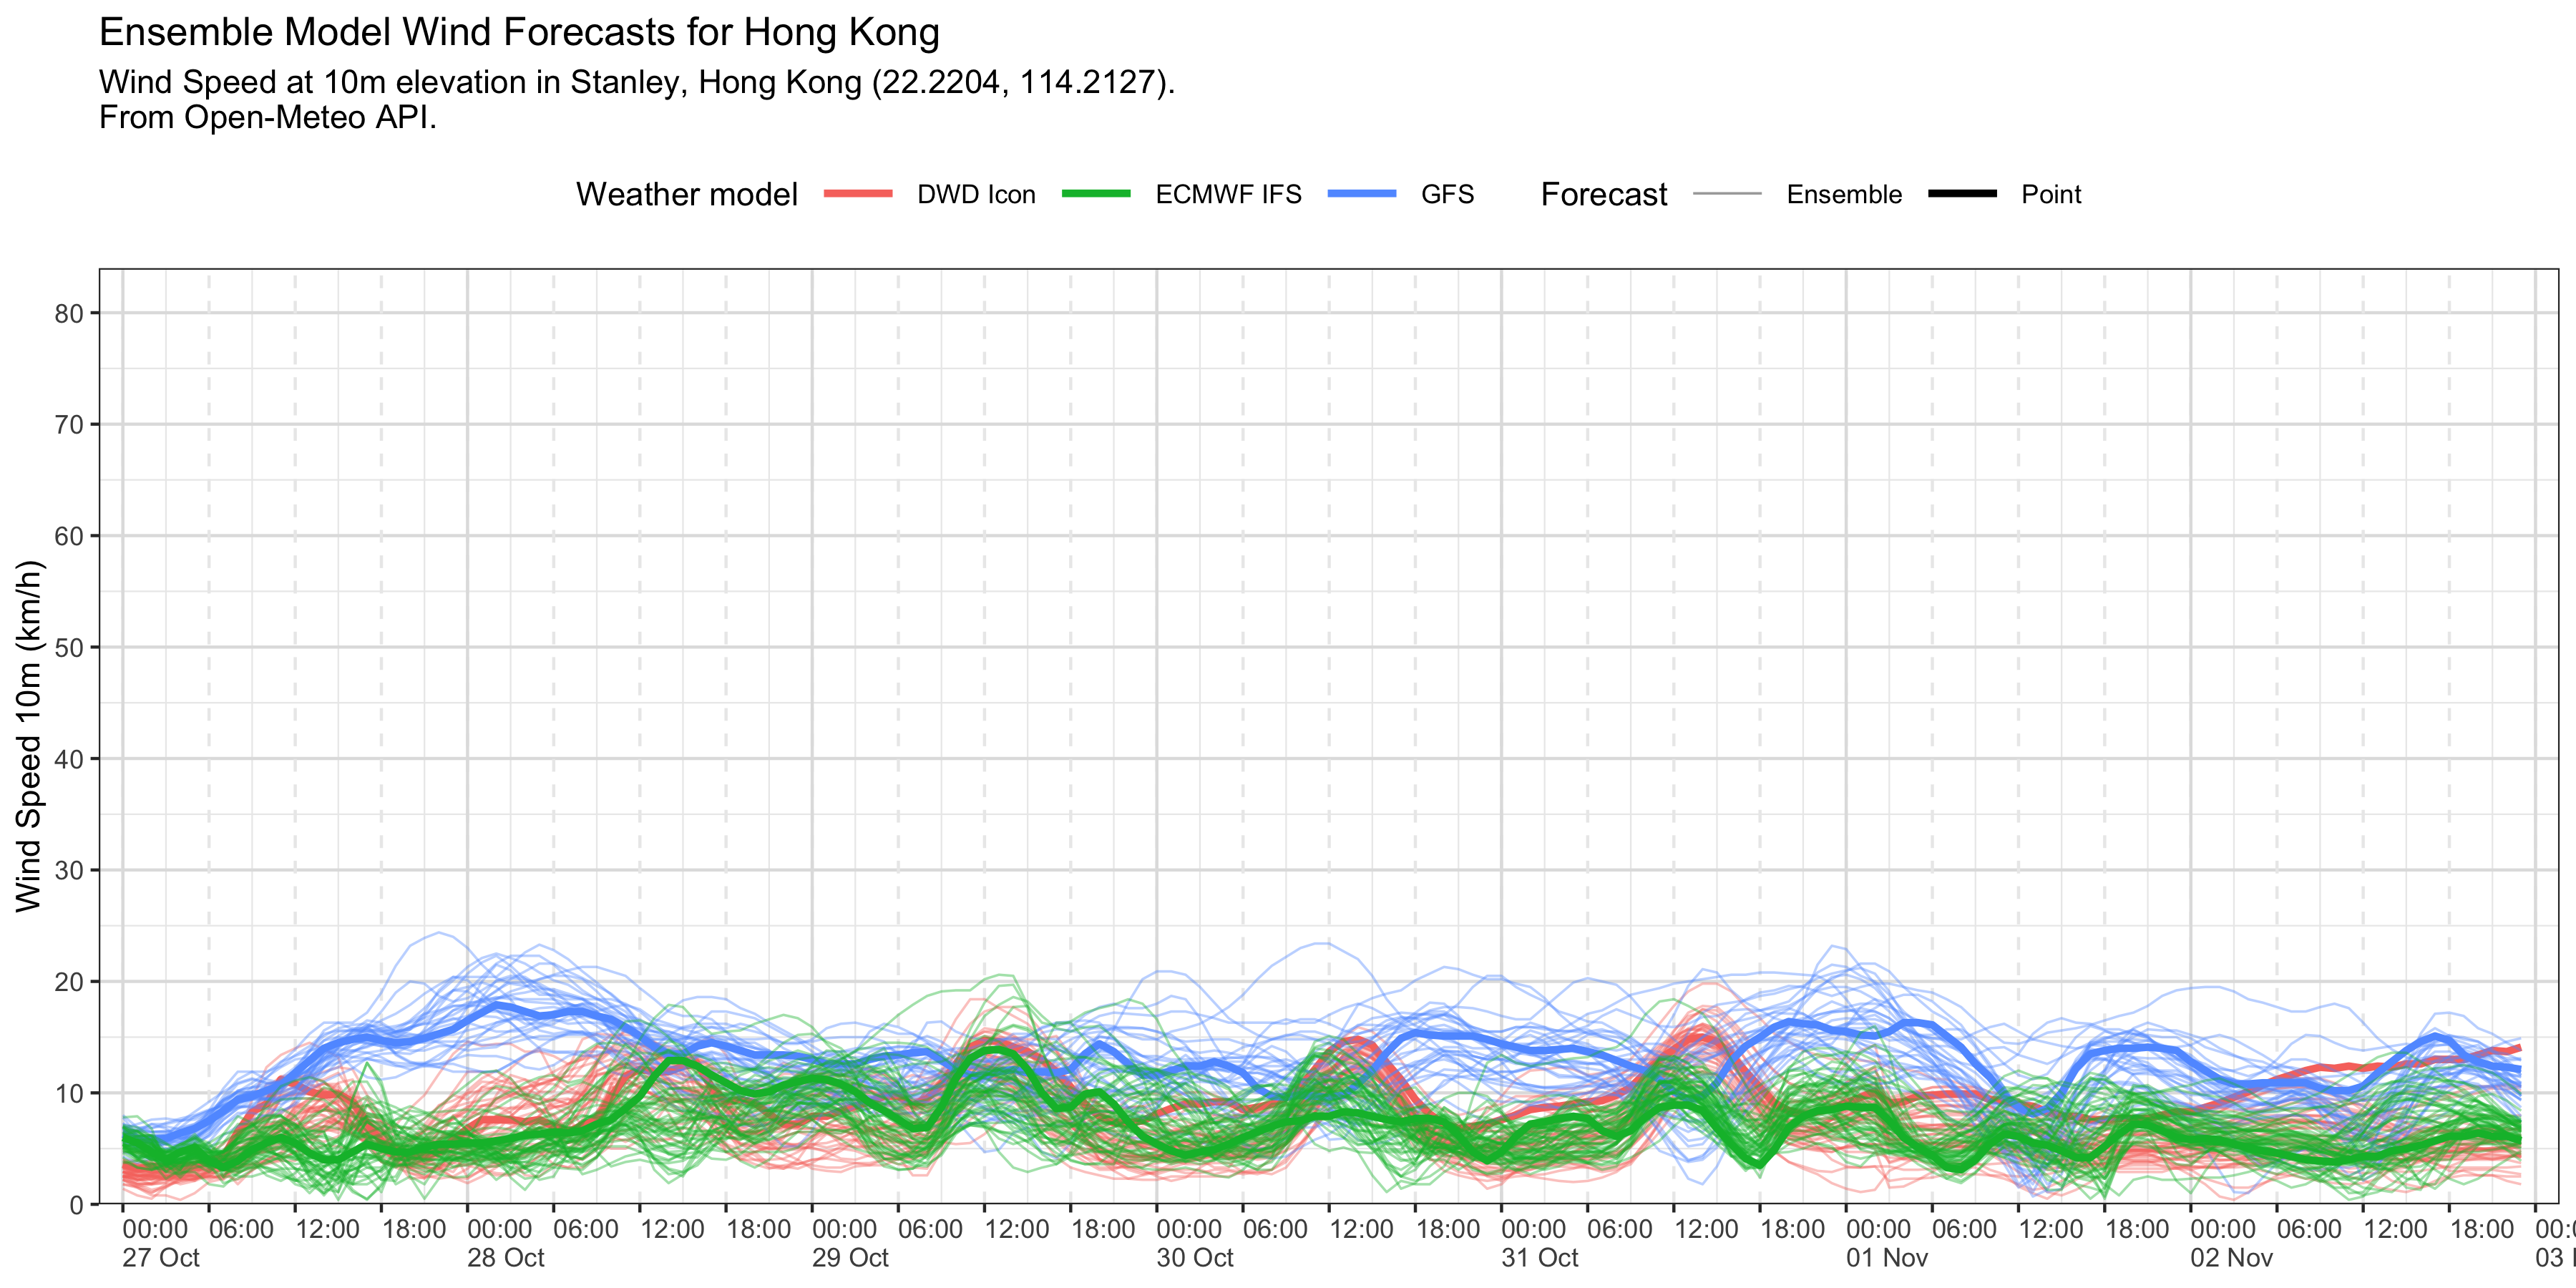 Ensemble Model Wind Forecasts for Hong Kong
Wind Speed at 10m elevation in Stanley, Hong Kong (22.2204, 114.2127).
From Open-Meteo API.
Weather model DWD Icon ECMWF IFS GFS Forecast Ensemble Point
Wind Speed 10m (km/h)
80
70
60
50
40
30
20
10
0
00:00 06:00 12:00 18:00 00:00 06:00 12:00 18:00 00:00 06:00 12:00 18:00 00:00 06:00 12:00 18:00 00:00 06:00 12:00 18:00 00:00 06:00 12:00 18:00 00:00 06:00 12:00 18:00
27 Oct 28 Oct 29 Oct 30 Oct 31 Oct 01 Nov 02 Nov 03